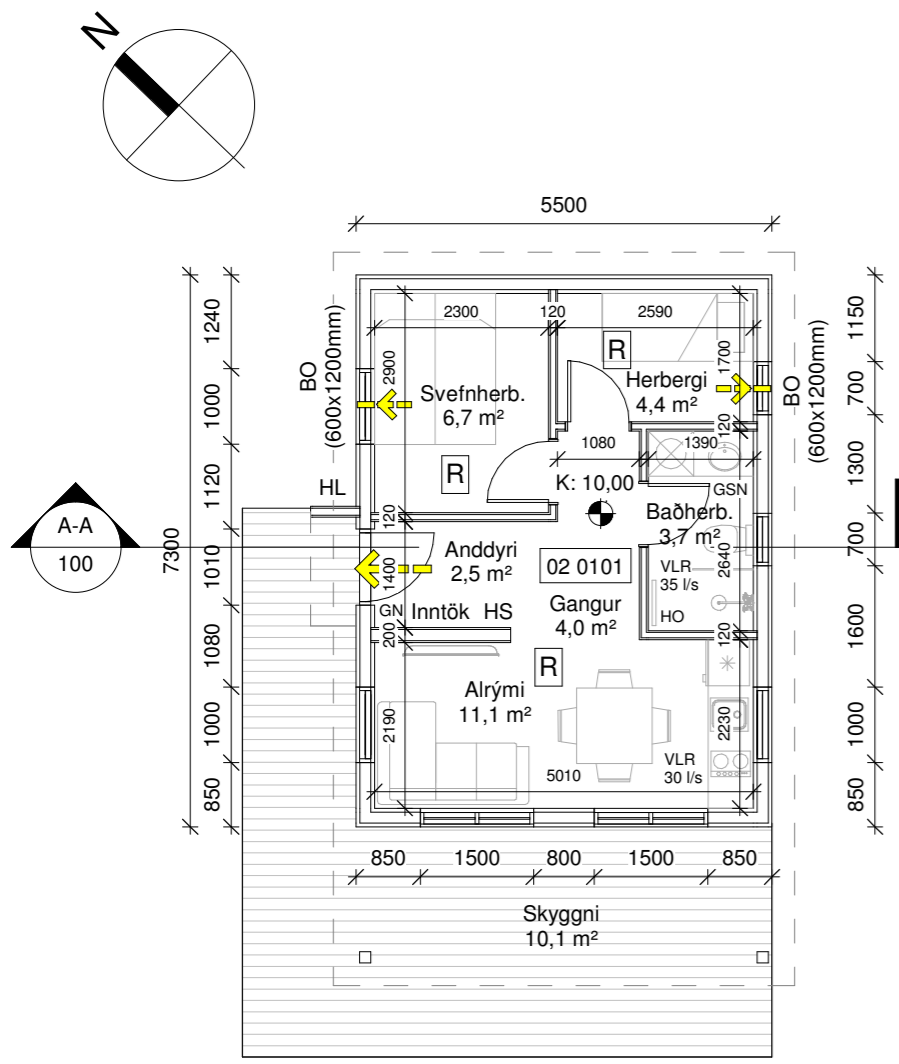 N
5500
1240
1000
1120
1010
1080
1000
850
7300
BO
(600x1200mm)
2300
120
2590
2900
Svefnherb.
6,7 m²
R
R
Herbergi
4,4 m²
1700
120
BO
(600x1200mm)
1150
700
1300
700
1600
1000
850
1080
1390
K: 10,00
GSN
Baðherb.
3,7 m²
2640
VLR
35 l/s
HO
HL
A-A
100
120
Anddyri
2,5 m²
1400
02 0101
GN
Inntök
HS
Gangur
4,0 m²
200
120
R
Alrými
11,1 m²
2190
2230
VLR
30 l/s
5010
850
1500
800
1500
850
Skyggni
10,1 m²